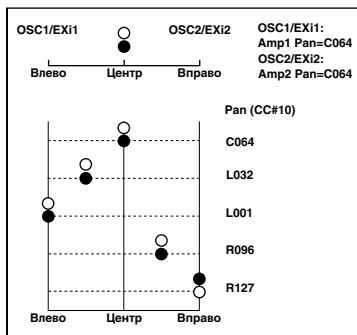 OSC1/EXi1 OSC2/EXi2
Влево Центр Вправо
OSC1/EXi1:
Amp1 Pan=C064
OSC2/EXi2:
Amp2 Pan=C064
Pan (CC#10)
C064
L032
L001
R096
R127
Влево Центр Вправо